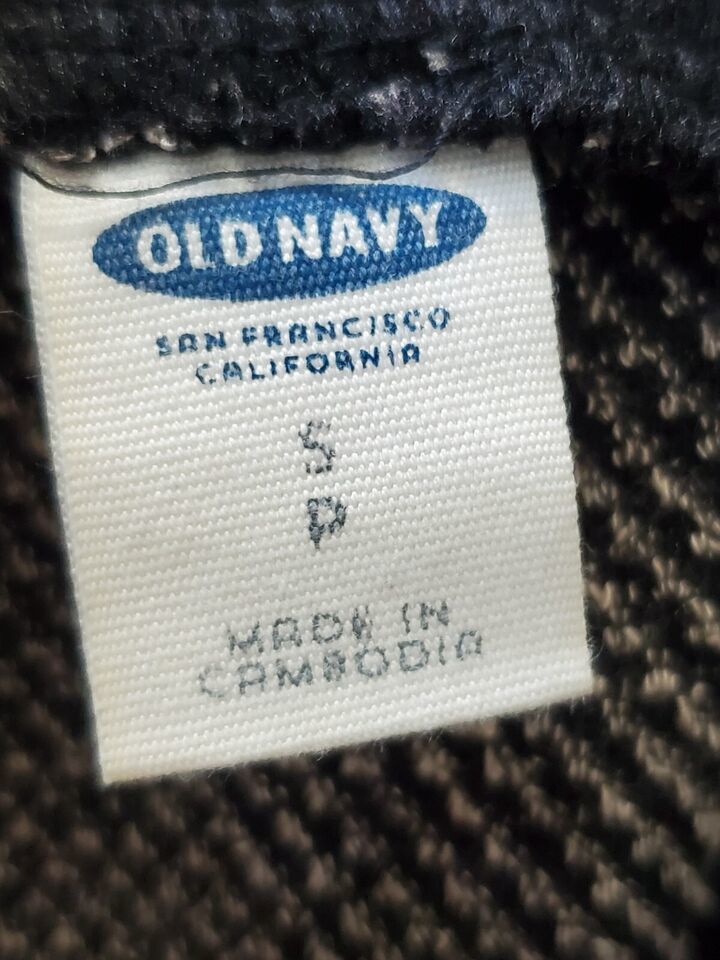 OLD NAVY
SAN FRANCISCO
CALIFORNIA
S
P
MADE IN
CAMBODIA